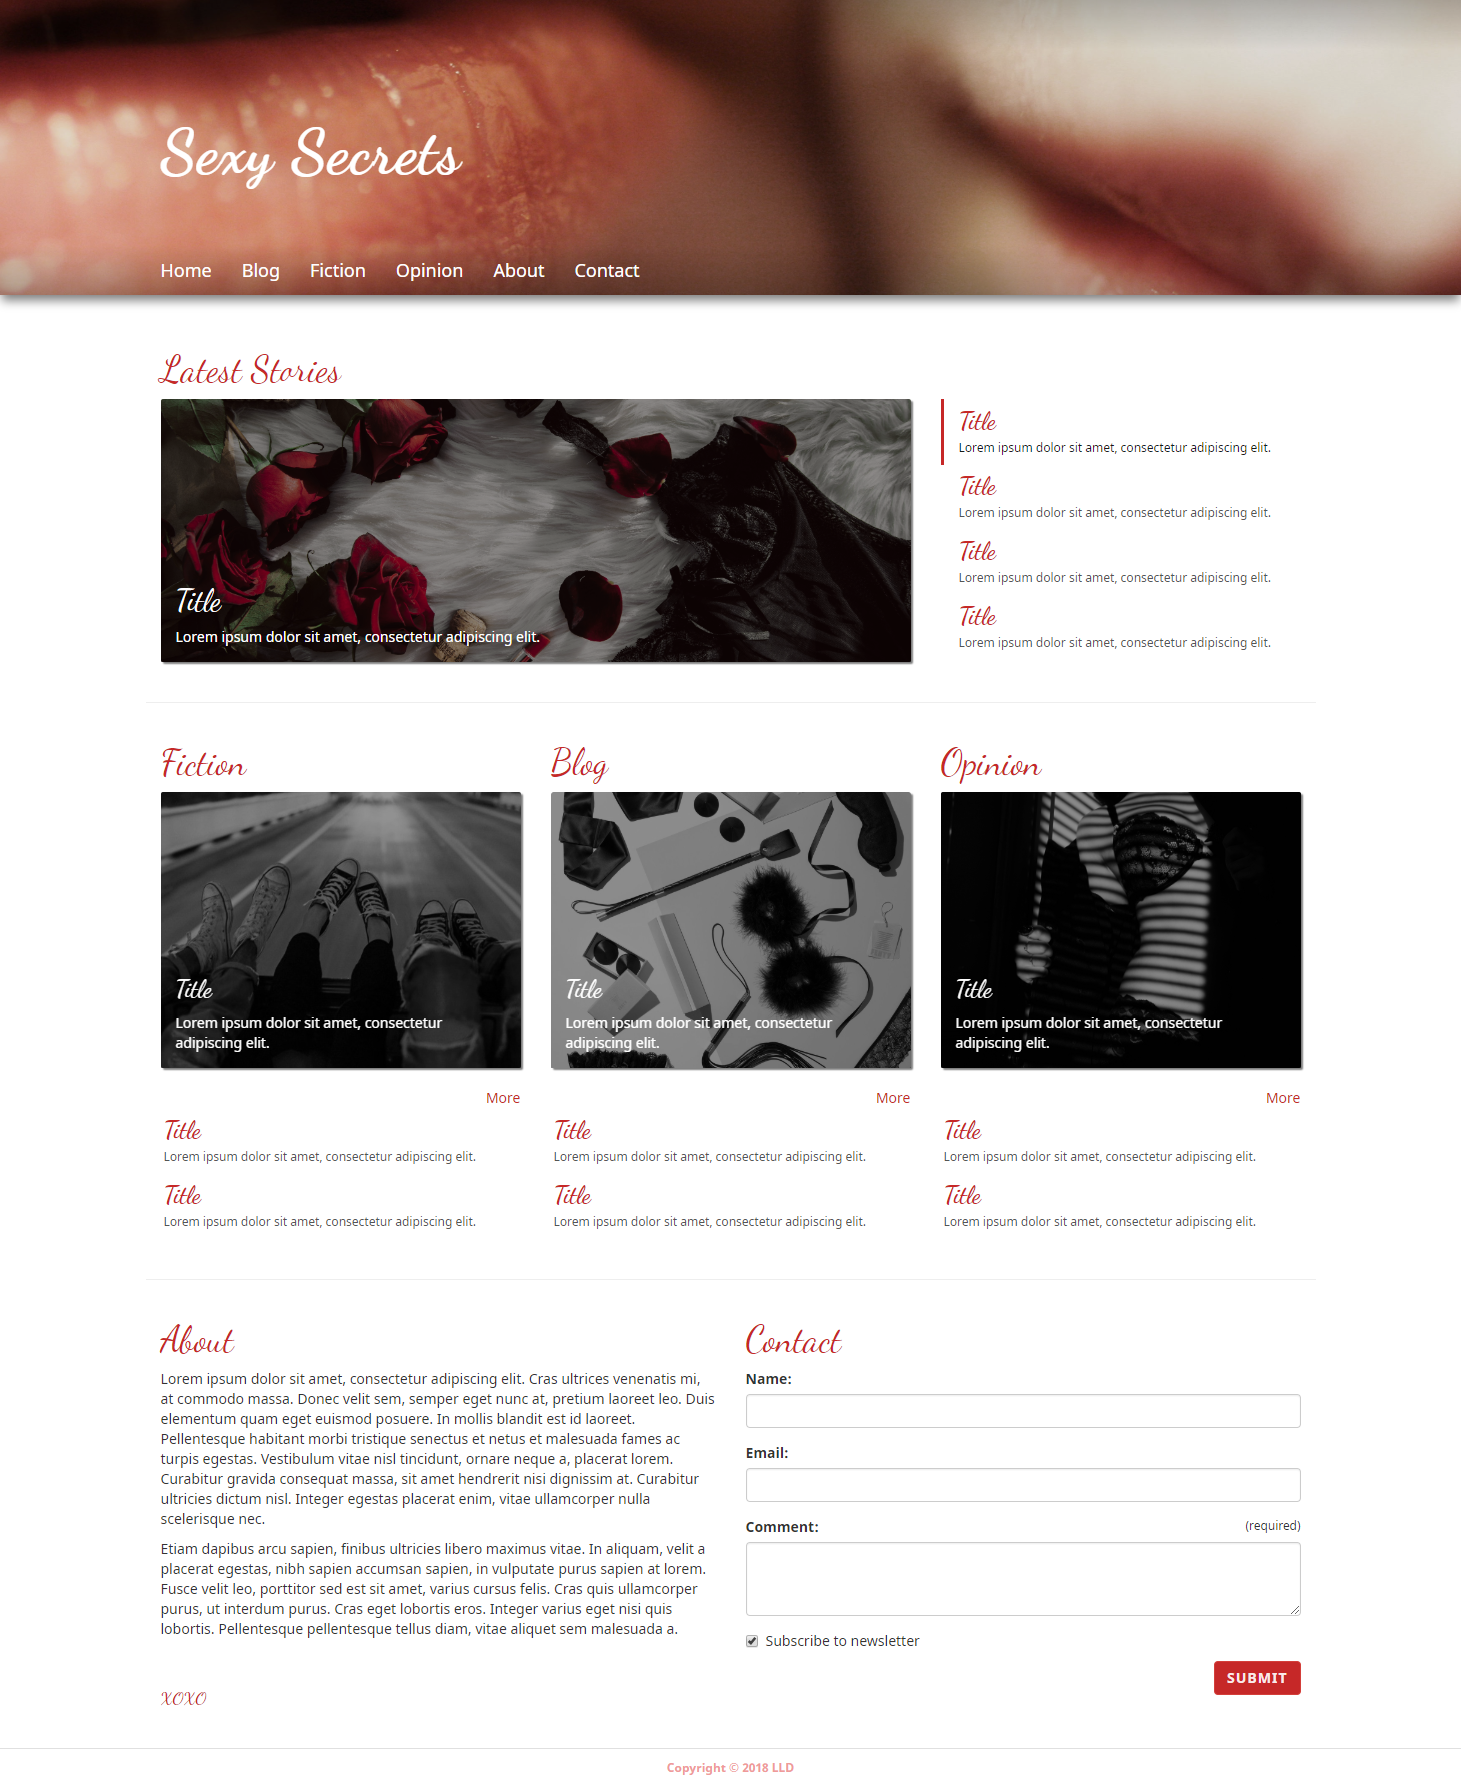 Sexy Secrets
Home Blog Fiction Opinion About Contact
Latest Stories
Title
Lorem ipsum dolor sit amet, consectetur adipiscing elit.
Title
Lorem ipsum dolor sit amet, consectetur adipiscing elit.
Title
Lorem ipsum dolor sit amet, consectetur adipiscing elit.
Title
Lorem ipsum dolor sit amet, consectetur adipiscing elit.
Title
Lorem ipsum dolor sit amet, consectetur adipiscing elit.
Fiction
Title
Lorem ipsum dolor sit amet, consectetur
adipiscing elit.
More
Title
Lorem ipsum dolor sit amet, consectetur adipiscing elit.
Title
Lorem ipsum dolor sit amet, consectetur adipiscing elit.
Blog
Title
Lorem ipsum dolor sit amet, consectetur
adipiscing elit.
More
Title
Lorem ipsum dolor sit amet, consectetur adipiscing elit.
Title
Lorem ipsum dolor sit amet, consectetur adipiscing elit.
Opinion
Title
Lorem ipsum dolor sit amet, consectetur
adipiscing elit.
More
Title
Lorem ipsum dolor sit amet, consectetur adipiscing elit.
Title
Lorem ipsum dolor sit amet, consectetur adipiscing elit.
About
Lorem ipsum dolor sit amet, consectetur adipiscing elit. Cras ultrices venenatis mi,
at commodo massa. Donec velit sem, semper eget nunc at, pretium laoreet leo. Duis
elementum quam eget euismod posuere. In mollis blandit est id laoreet.
Pellentesque habitant morbi tristique senectus et netus et malesuada fames ac
turpis egestas. Vestibulum vitae nisl tincidunt, ornare neque a, placerat lorem.
Curabitur gravida consequat massa, sit amet hendrerit nisi dignissim at. Curabitur
ultricies dictum nisl. Integer egestas placerat enim, vitae ullamcorper nulla
scelerisque nec.
Etiam dapibus arcu sapien, finibus ultricies libero maximus vitae. In aliquam, velit a
placerat egestas, nibh sapien accumsan sapien, in vulputate purus sapien at lorem.
Fusce velit leo, porttitor sed est sit amet, varius cursus felis. Cras quis ullamcorper
purus, ut interdum purus. Cras eget lobortis eros. Integer varius eget nisi quis
lobortis. Pellentesque pellentesque tellus diam, vitae aliquet sem malesuada a.
XOXO
Contact
Name:
Email:
Comment: (required)
Subscribe to newsletter
SUBMIT
Copyright © 2018 LLD